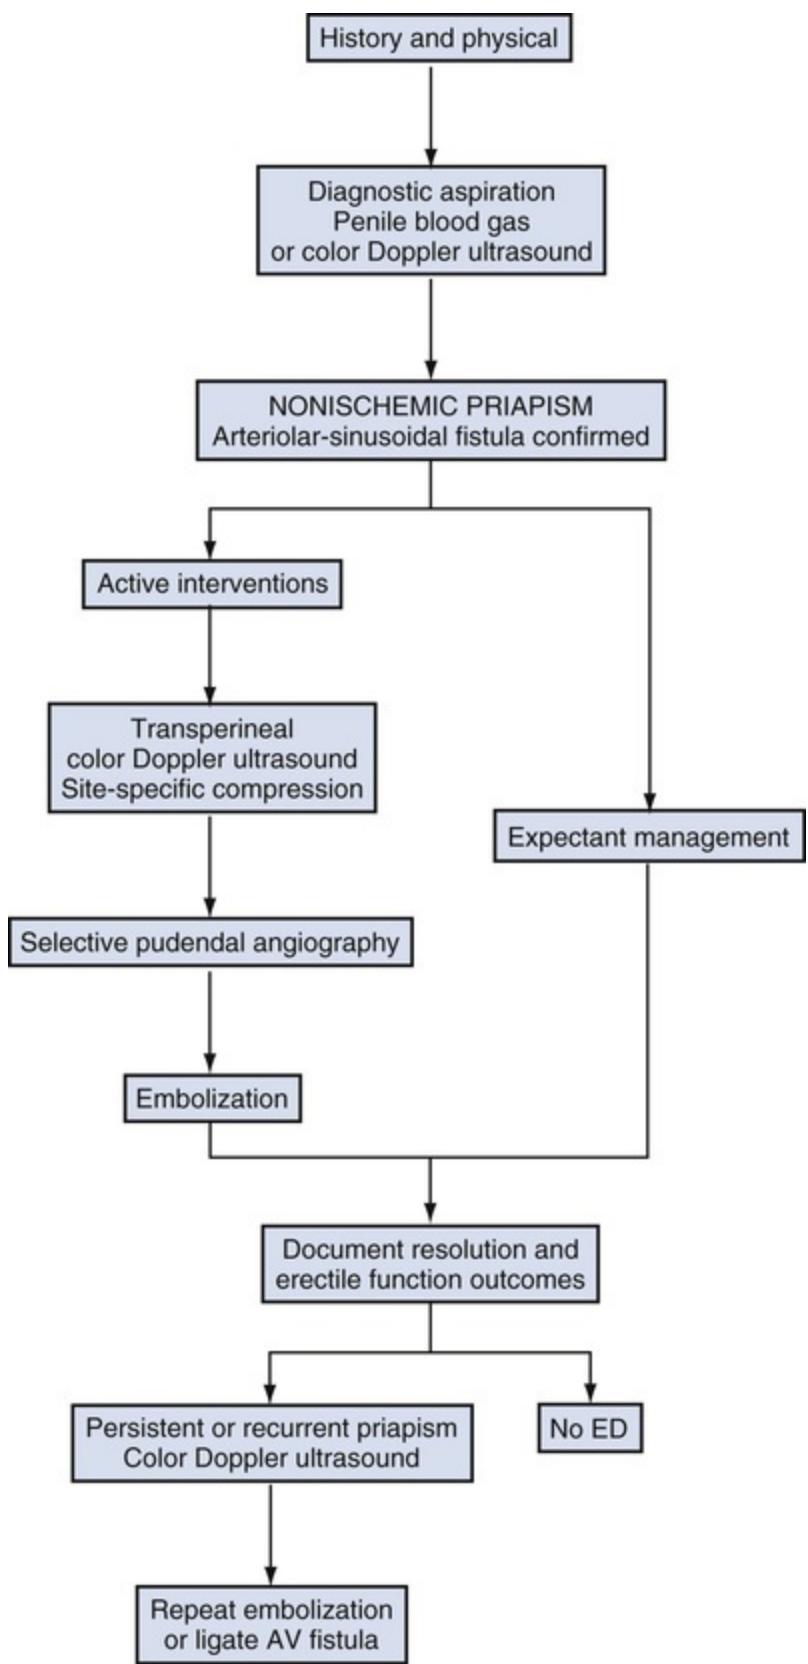 History and physical
Diagnostic aspiration
Penile blood gas
or color Doppler ultrasound
NONISCHEMIC PRIAPISM
Arteriolar-sinusoidal fistula confirmed
Active interventions
Transperineal
color Doppler ultrasound
Site-specific compression
Expectant management
Selective pudendal angiography
Embolization
Document resolution and
erectile function outcomes
Persistent or recurrent priapism
Color Doppler ultrasound
No ED
Repeat embolization
or ligate AV fistula